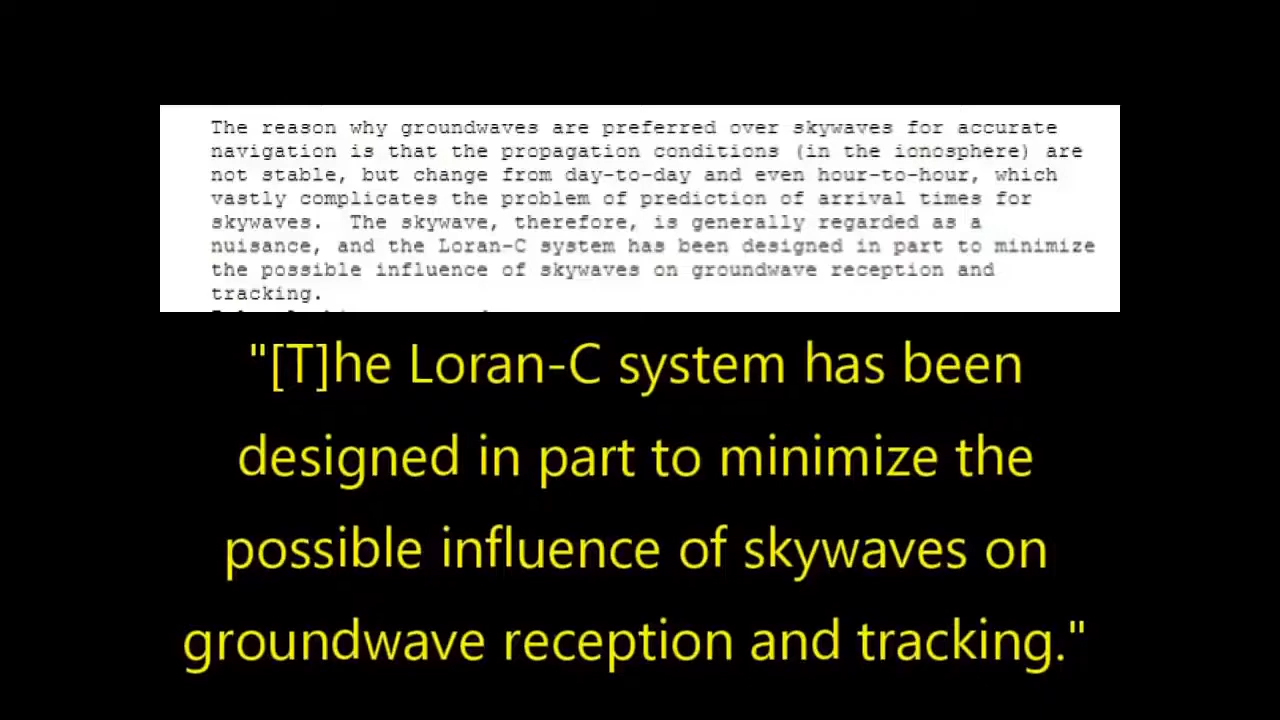 The reason why groundwaves are preferred over skywaves for accurate
navigation is that the propagation conditions (in the ionosphere) are
not stable, but change from day-to-day and even hour-to-hour, which
vastly complicates the problem of prediction of arrival times for
skywaves.  The skywave, therefore, is generally regarded as a
nuisance, and the Loran-C system has been designed in part to minimize
the possible influence of skywaves on groundwave reception and
tracking.
"[T]he Loran-C system has been
designed in part to minimize the
possible influence of skywaves on
groundwave reception and tracking."